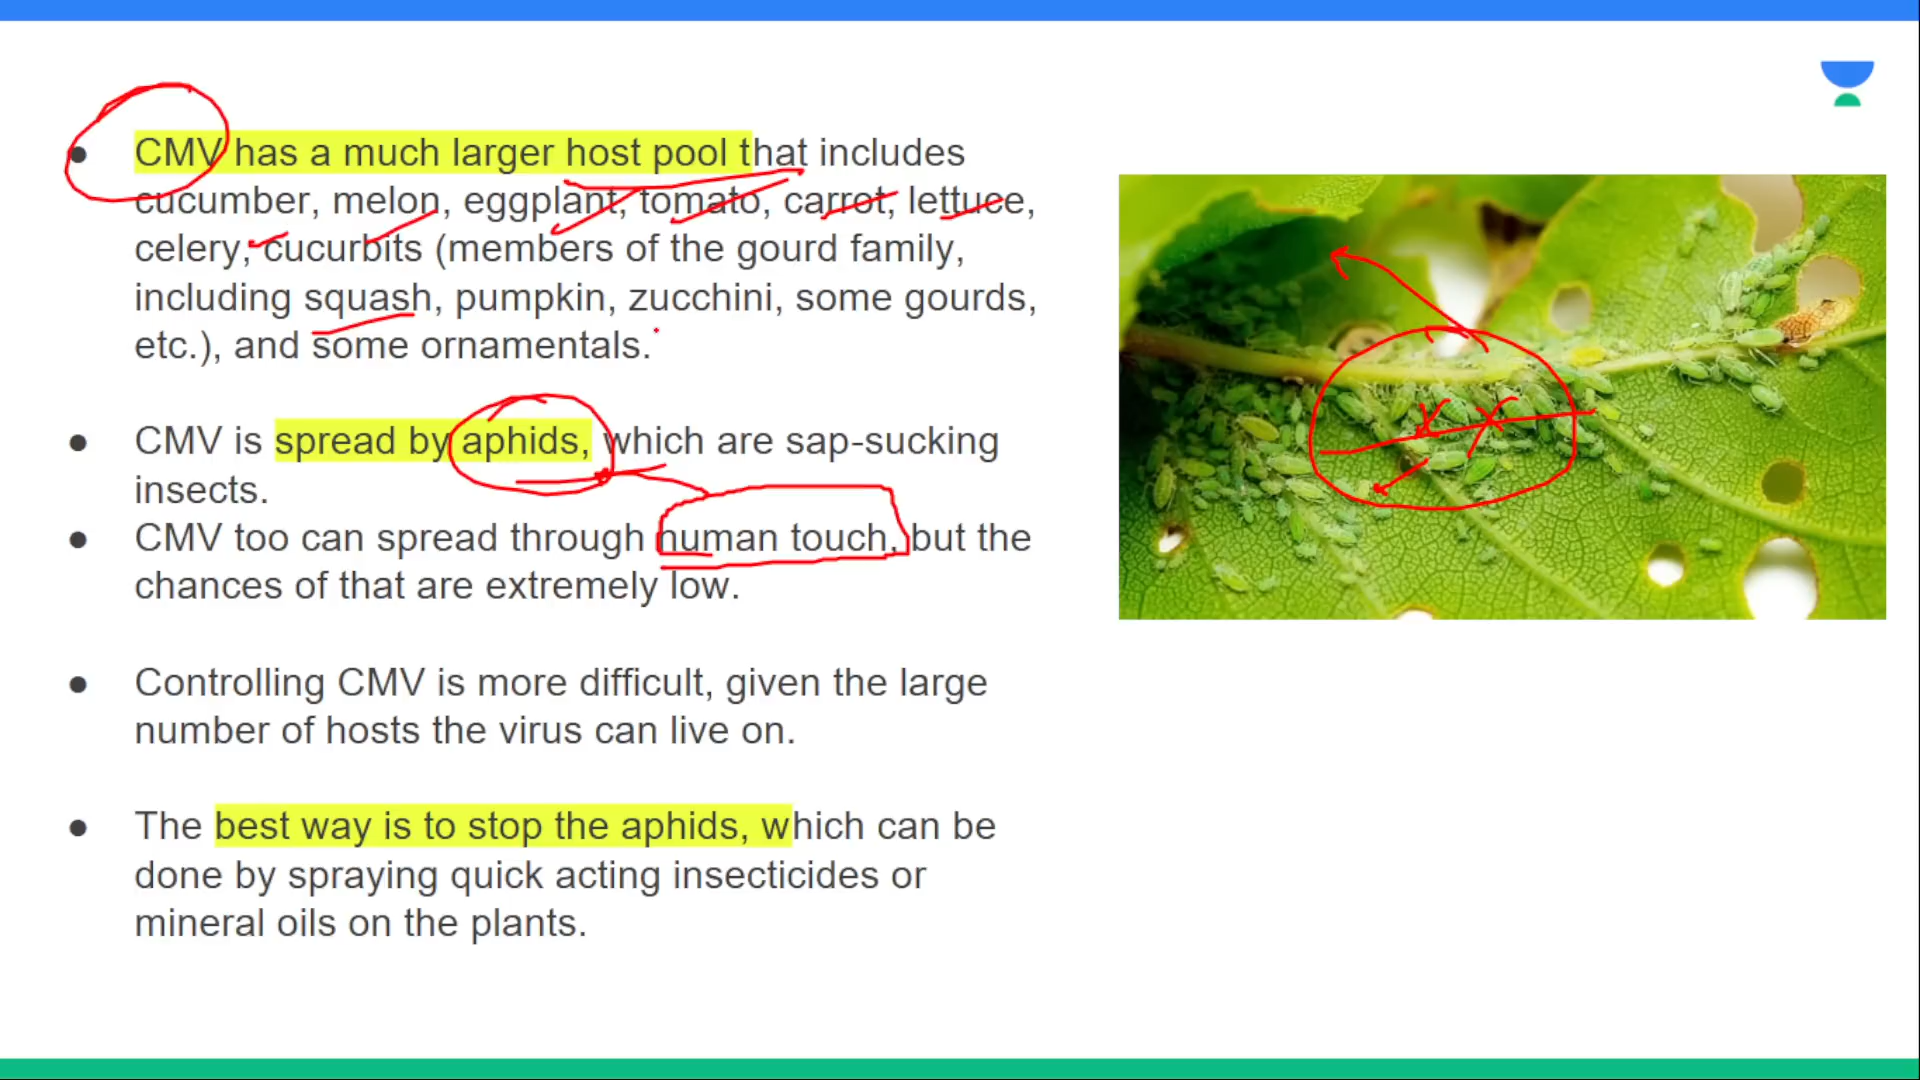 ● CMV has a much larger host pool that includes
cucumber, melon, eggplant, tomato, carrot, lettuce,
celery, cucurbits (members of the gourd family,
including squash, pumpkin, zucchini, some gourds,
etc.), and some ornamentals.
● CMV is spread by aphids, which are sap-sucking
insects.
● CMV too can spread through human touch, but the
chances of that are extremely low.
● Controlling CMV is more difficult, given the large
number of hosts the virus can live on.
● The best way is to stop the aphids, which can be
done by spraying quick acting insecticides or
mineral oils on the plants.